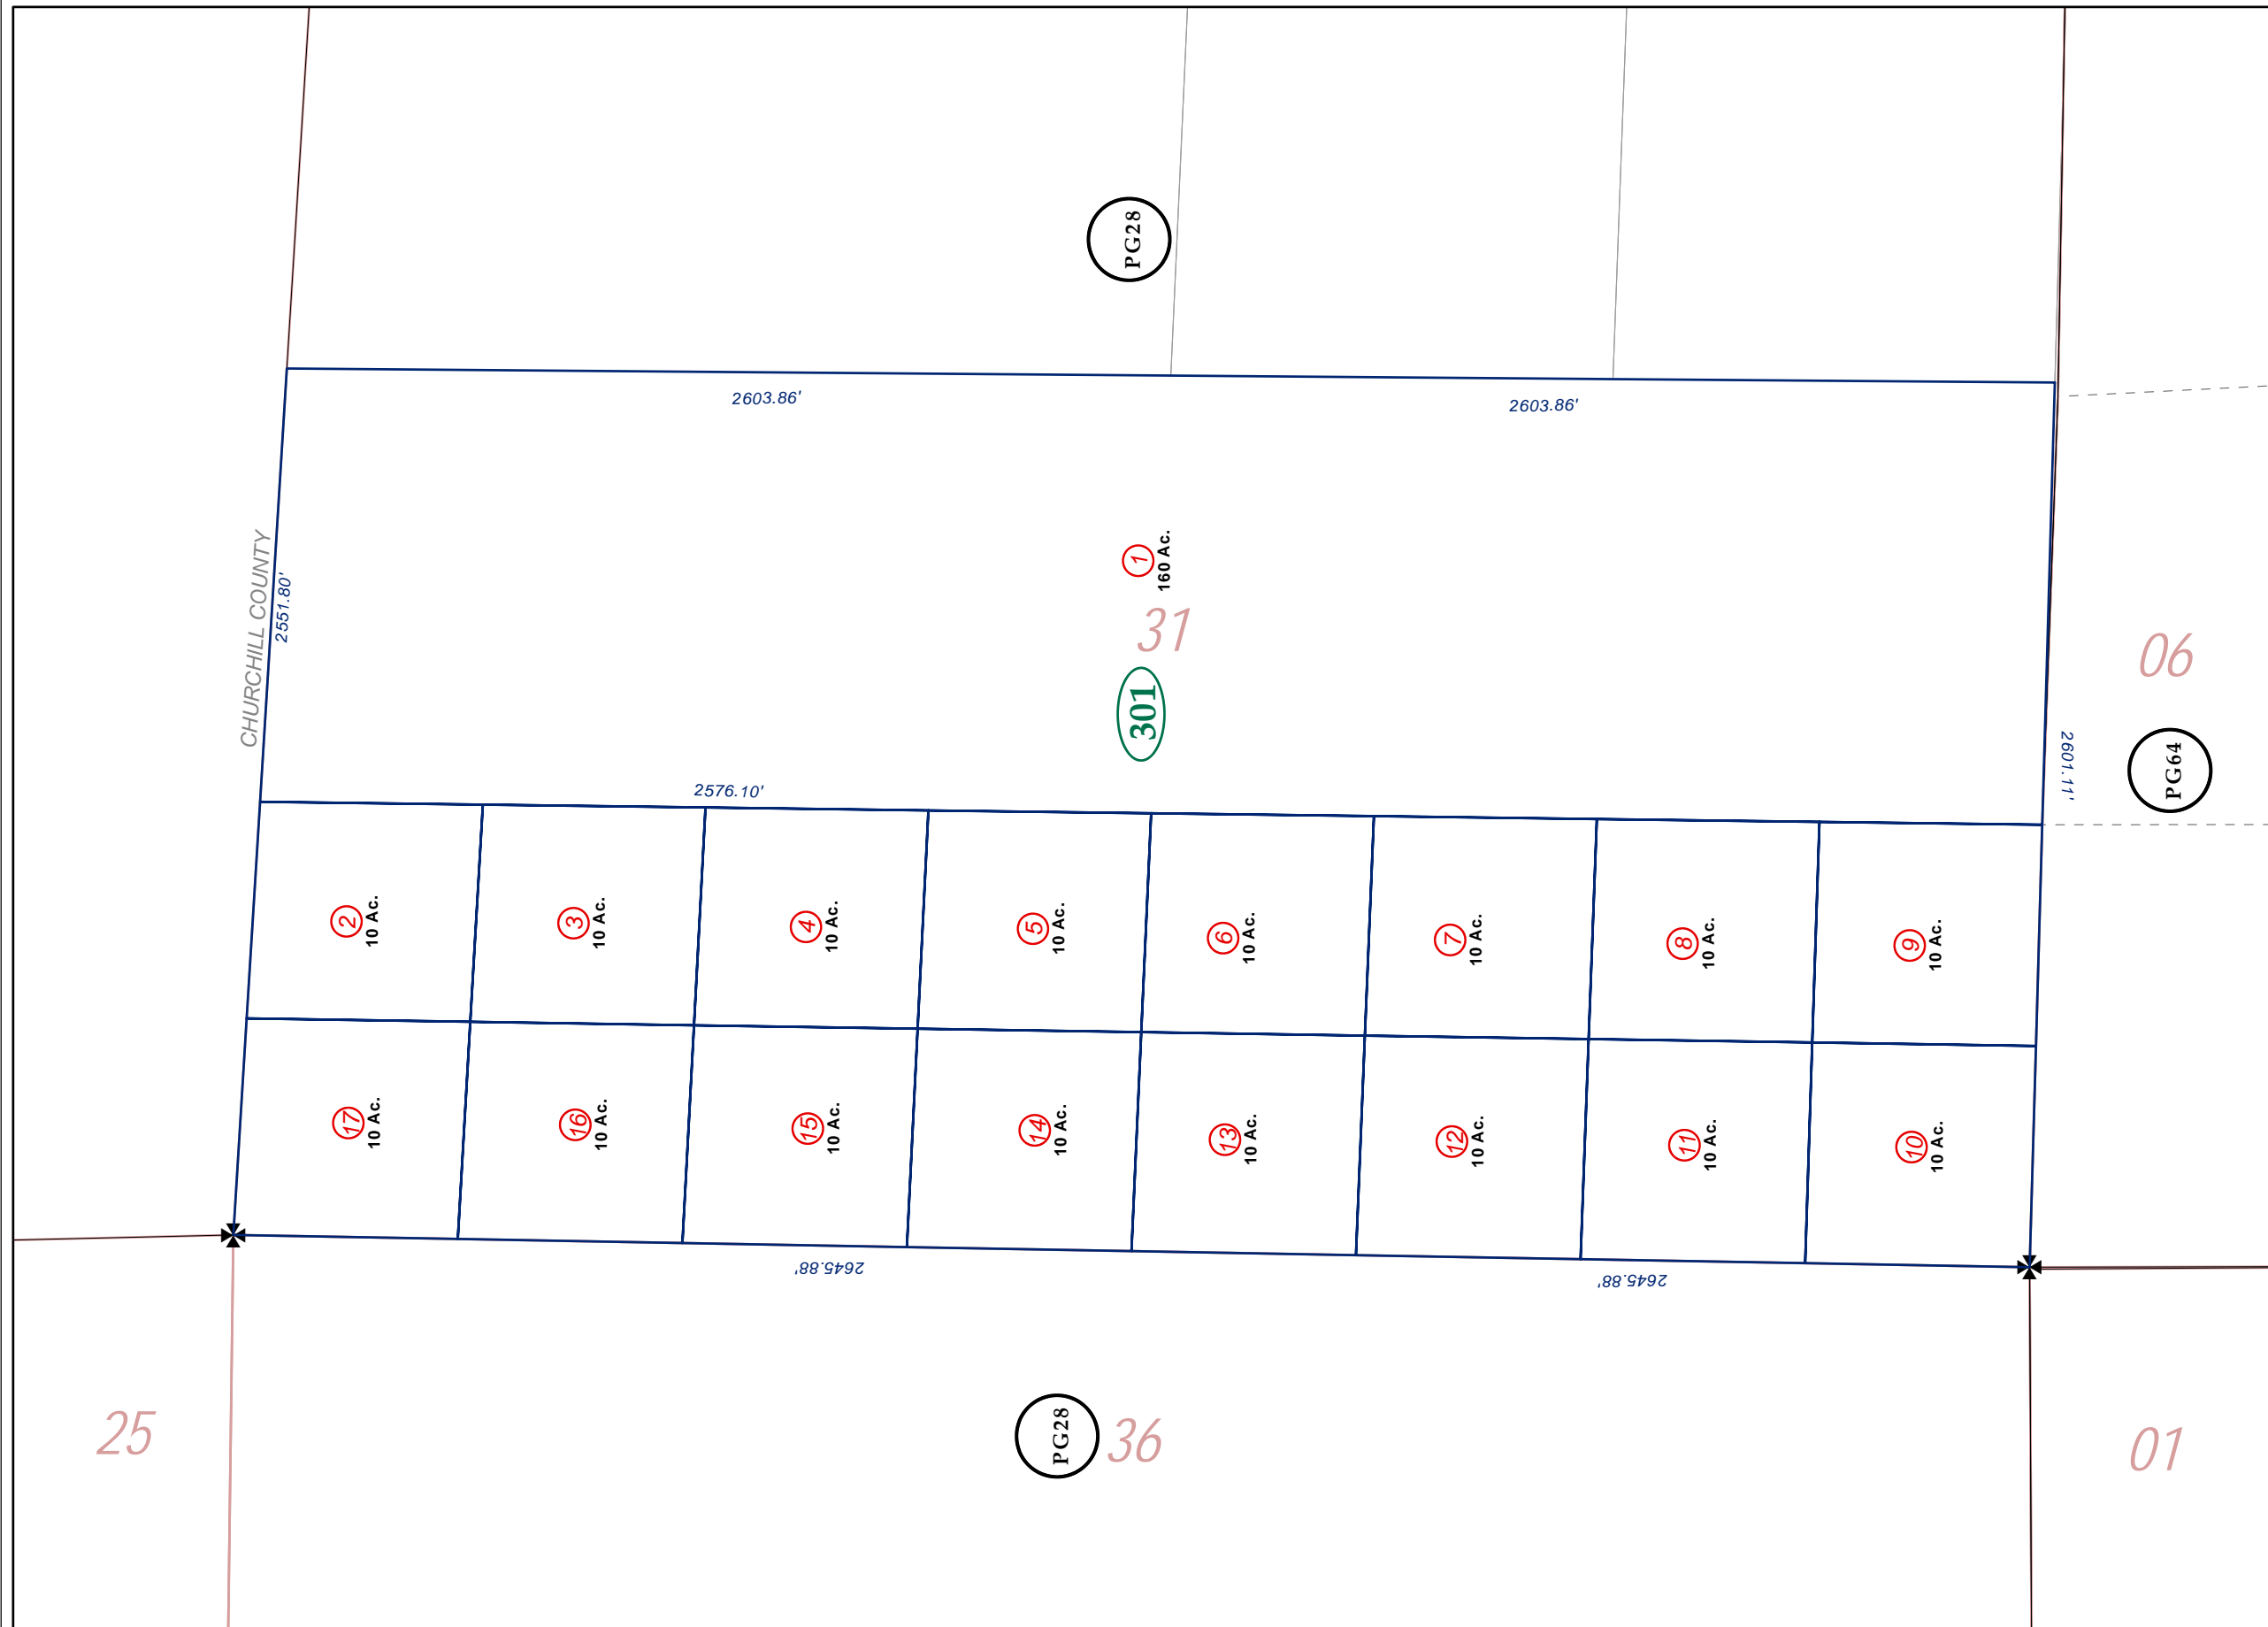 PG28
2603.86'
2603.86'
CHURCHILL COUNTY
2551.80'
1
160 Ac.
31
301
06
PG64
2601.11'
2576.10'
2
10 Ac.
3
10 Ac.
4
10 Ac.
5
10 Ac.
6
10 Ac.
7
10 Ac.
8
10 Ac.
9
10 Ac.
17
10 Ac.
16
10 Ac.
15
10 Ac.
14
10 Ac.
13
10 Ac.
12
10 Ac.
11
10 Ac.
10
10 Ac.
2645.88'
2645.88'
25
PG28
36
01